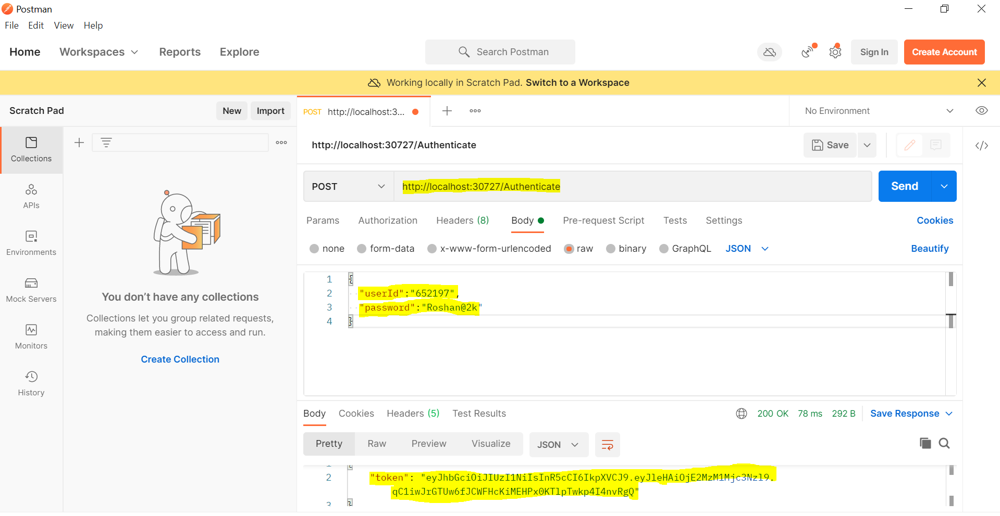 Postman
File Edit View Help
Home Workspaces Reports Explore Search Postman Sign In Create Account
Working locally in Scratch Pad. Switch to a Workspace
Scratch Pad New Import POST http://localhost:3... No Environment
Collections
APIs
Environments
Mock Servers
Monitors
History
You don't have any collections
Collections let you group related requests,
making them easier to access and run.
Create Collection
http://localhost:30727/Authenticate Save
POST http://localhost:30727/Authenticate Send
Params Authorization Headers (8) Body Pre-request Script Tests Settings Cookies
none form-data x-www-form-urlencoded raw binary GraphQL JSON Beautify
1 {
2 "userId":"652197",
3 "password":"Roshan@2k"
4 }
Body Cookies Headers (5) Test Results 200 OK 78 ms 292 B Save Response
Pretty Raw Preview Visualize JSON
1 {
2 "token": "eyJhbGciOiJIUzI1NiIsInR5cCI6IkpXVCJ9.eyJleHAiOjE2MzM1Mjc3Nzl9.
qC1iwJrGTUw6fJCWFHcKiMEHPx0KTlpTwkp4I4nvRgQ"
3 }